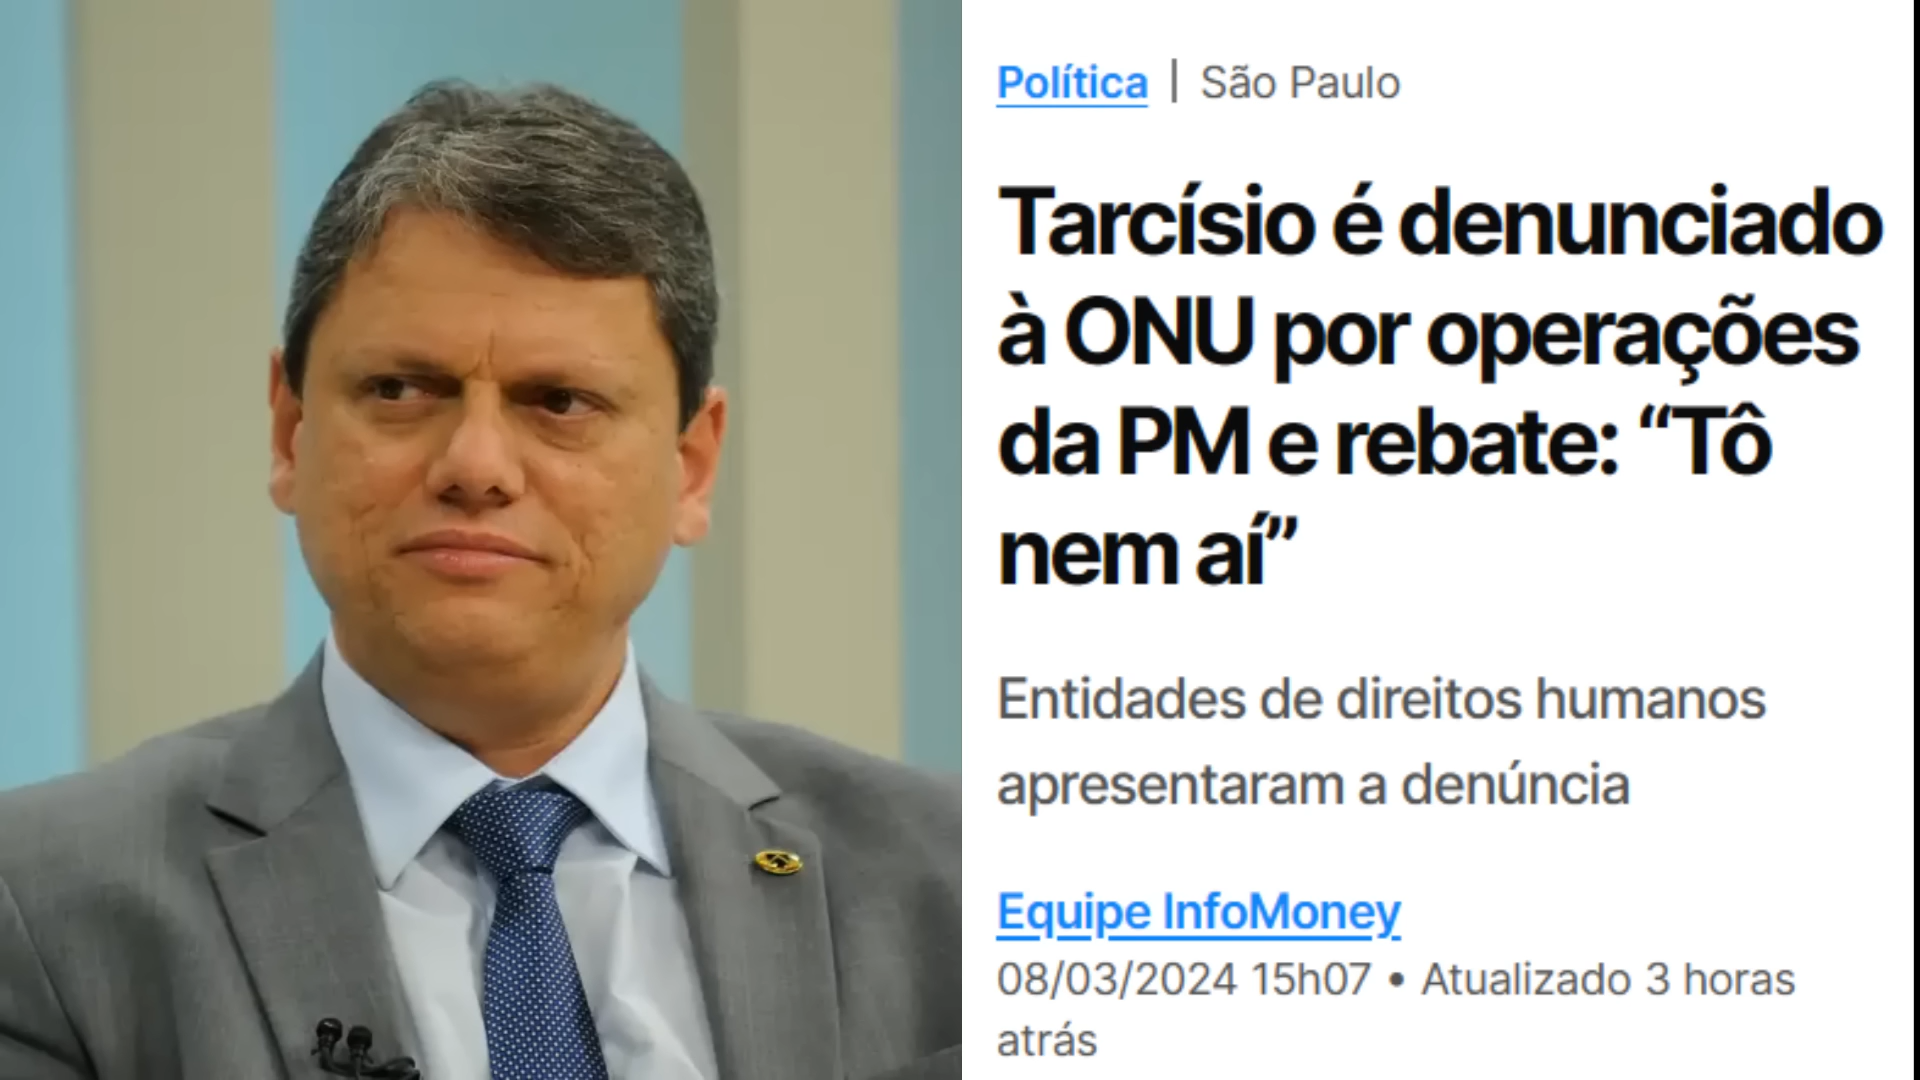 Política | São Paulo
Tarcísio é denunciado
à ONU por operações
da PM e rebate: “Tô
nem aí”
Entidades de direitos humanos
apresentaram a denúncia
Equipe InfoMoney
08/03/2024 15h07 • Atualizado 3 horas
atrás